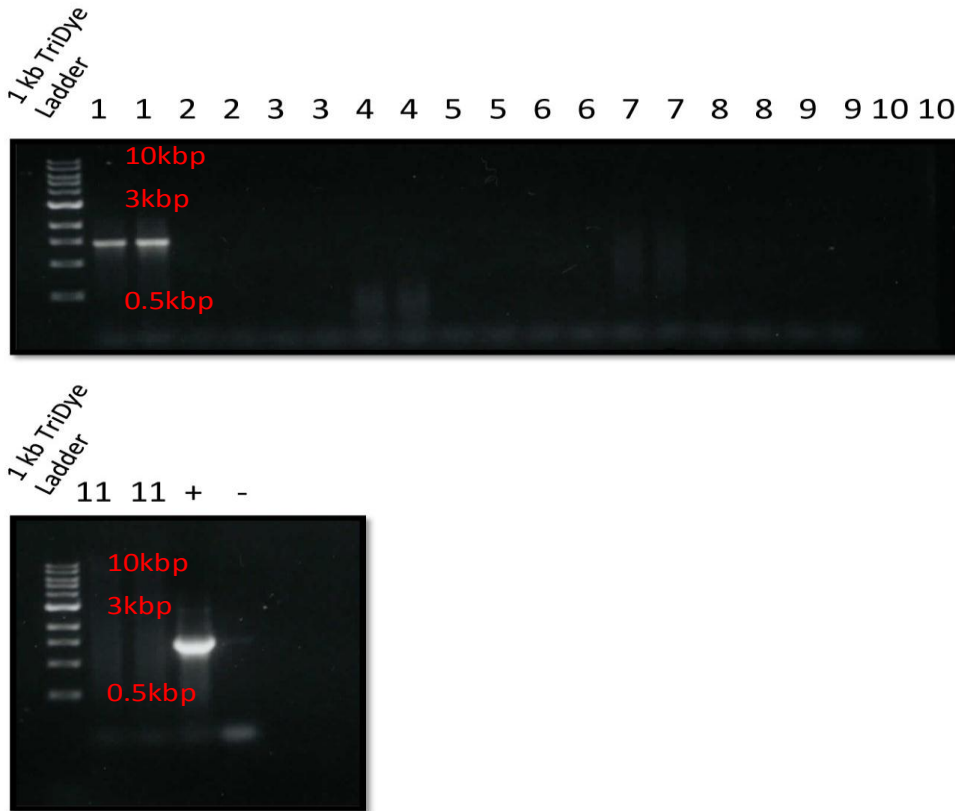 1 kb TriDye
Ladder
1 1 2 2 3 3 4 4 5 5 6 6 7 7 8 8 9 9 10 10
10kbp
3kbp
0.5kbp
1 kb TriDye
Ladder
11 11 + -
10kbp
3kbp
0.5kbp